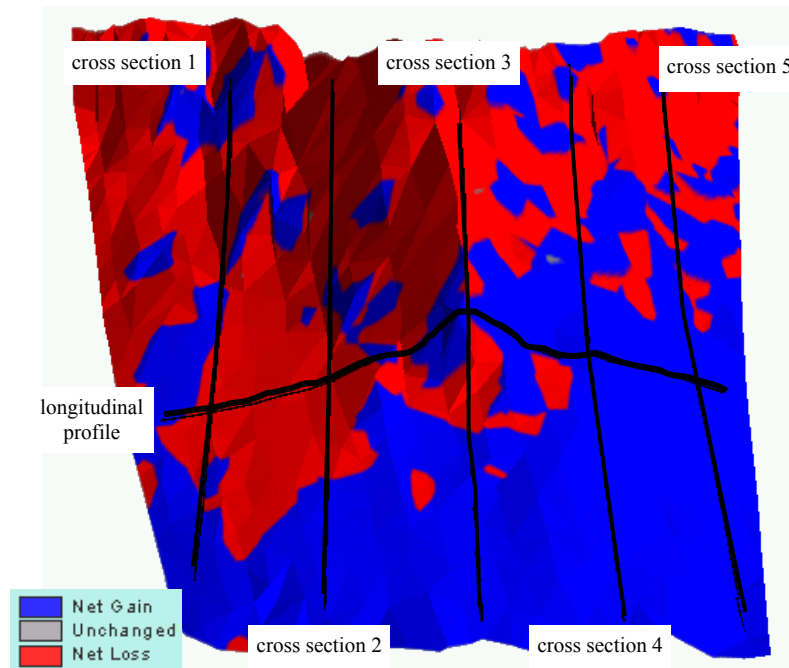 cross section 1
cross section 3
cross section 5
longitudinal
profile
Net Gain
Unchanged
Net Loss
cross section 2
cross section 4